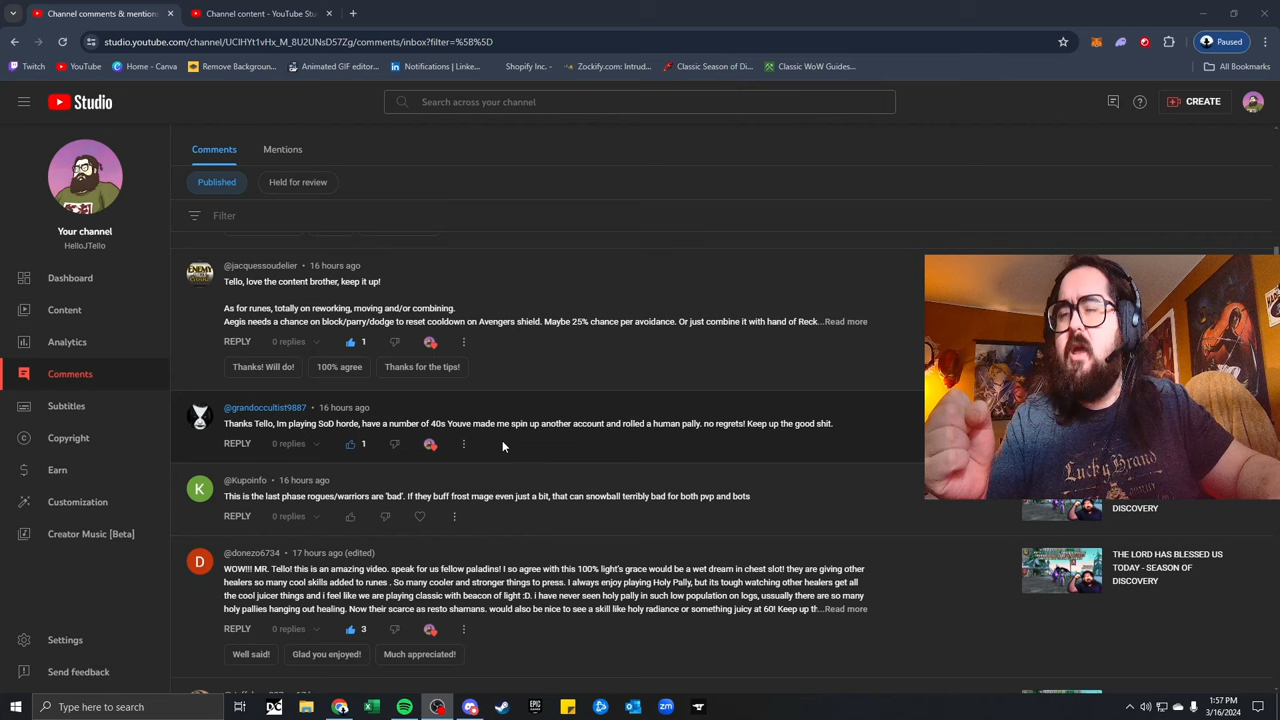 Channel comments & mention
Channel content - YouTube Stu
studio.youtube.com/channel/UCIHYt1vHx_M_8U2UNsD57Zg/comments/inbox?filter=%5B%5D
Paused
Twitch
YouTube
Home - Canva
Remove Background...
Animated GIF editor...
Notifications | Linke...
Shopify Inc. -
Zockify.com: Intrud...
Classic Season of Di...
Classic WoW Guides...
All Bookmarks
Studio
Search across your channel
CREATE
Your channel
HelloJTello
Dashboard
Content
Analytics
Comments
Subtitles
Copyright
Earn
Customization
Creator Music [Beta]
Settings
Send feedback
Comments
Mentions
Published
Held for review
Filter
@jacquessoudelier • 16 hours ago
Tello, love the content brother, keep it up!
As for runes, totally on reworking, moving and/or combining.
Aegis needs a chance on block/parry/dodge to reset cooldown on Avengers shield. Maybe 25% chance per avoidance. Or just combine it with hand of Reck...Read more
REPLY 0 replies 1
Thanks! Will do! 100% agree Thanks for the tips!
@grandoccultist9887 • 16 hours ago
Thanks Tello, Im playing SoD horde, have a number of 40s Youve made me spin up another account and rolled a human pally. no regrets! Keep up the good shit.
REPLY 0 replies 1
K
@Kupoinfo • 16 hours ago
This is the last phase rogues/warriors are 'bad'. If they buff frost mage even just a bit, that can snowball terribly bad for both pvp and bots
REPLY 0 replies
D
@donezo6734 • 17 hours ago (edited)
WOW!!! MR. Tello! this is an amazing video. speak for us fellow paladins! I so agree with this 100% light's grace would be a wet dream in chest slot! they are giving other
healers so many cool skills added to runes . So many cooler and stronger things to press. I always enjoy playing Holy Pally, but its tough watching other healers get all
the cool juicer things and i feel like we are playing classic with beacon of light :D. i have never seen holy pally in such low population on logs, ussually there are so many
holy pallies hanging out healing. Now their scarce as resto shamans. would also be nice to see a skill like holy radiance or something juicy at 60! Keep up th...Read more
REPLY 0 replies 3
Well said! Glad you enjoyed! Much appreciated!
Lucky Brand
DISCOVERY
THE LORD HAS BLESSED US
TODAY - SEASON OF
DISCOVERY
Type here to search
1:57 PM
3/16/2024